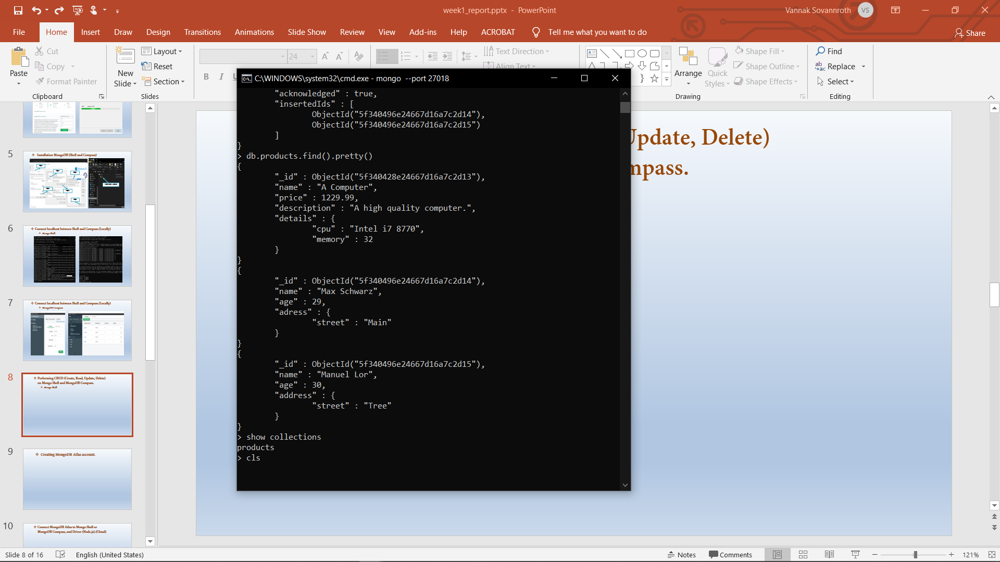 week1_report.pptx - PowerPoint
Vannak Sovannroth
VS
File
Home
Insert
Draw
Design
Transitions
Animations
Slide Show
Review
View
Add-ins
Help
ACROBAT
Tell me what you want to do
Share
Paste
Cut
Copy
Format Painter
Clipboard
New
Slide
Layout
Reset
Section
Slides
24
B
I
Text Direction
Align Text
Arrange
Quick
Styles
Shape Fill
Shape Outline
Shape Effects
Drawing
Find
Replace
Select
Editing
5
Installation MongoDB (Shell and Compass)
6
Connect localhost between Shell and Compass.(Locally)
Mongo Shell
7
Connect localhost between Shell and Compass.(Locally)
MongoDB Compass
8
Performing CRUD (Create, Read, Update, Delete)
on Mongo Shell and MongoDB Compass.
Mongo Shell
9
Creating MongoDB Atlas account.
10
Connect MongoDB Atlas to Mongo Shell or
MongoDB Compass, and Driver (Node.js).(Cloud)
Update, Delete)
mpass.
C:\WINDOWS\system32\cmd.exe - mongo --port 27018
"acknowledged" : true,
"insertedIds" : [
ObjectId("5f340496e24667d16a7c2d14"),
ObjectId("5f340496e24667d16a7c2d15")
]
}
> db.products.find().pretty()
{
"_id" : ObjectId("5f340428e24667d16a7c2d13"),
"name" : "A Computer",
"price" : 1229.99,
"description" : "A high quality computer.",
"details" : {
"cpu" : "Intel i7 8770",
"memory" : 32
}
}
{
"_id" : ObjectId("5f340496e24667d16a7c2d14"),
"name" : "Max Schwarz",
"age" : 29,
"adress" : {
"street" : "Main"
}
}
{
"_id" : ObjectId("5f340496e24667d16a7c2d15"),
"name" : "Manuel Lor",
"age" : 30,
"address" : {
"street" : "Tree"
}
}
> show collections
products
> cls
Slide 8 of 16
English (United States)
Notes
Comments
121%